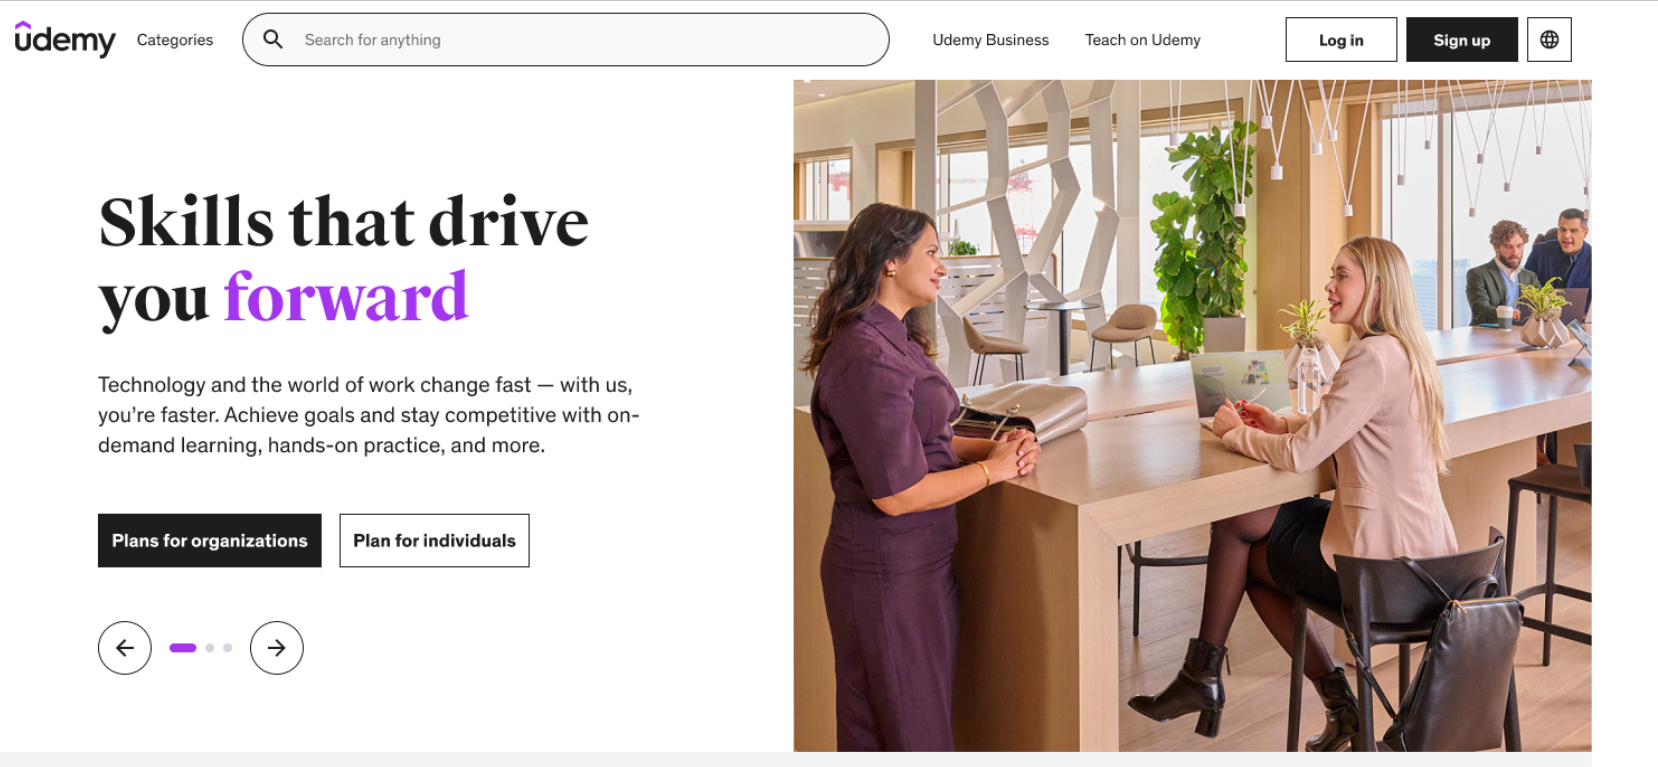 ûdemy
Categories
Search for anything
Udemy Business
Teach on Udemy
Log in
Sign up
Skills that drive
you forward
Technology and the world of work change fast — with us,
you’re faster. Achieve goals and stay competitive with on-
demand learning, hands-on practice, and more.
Plans for organizations
Plan for individuals